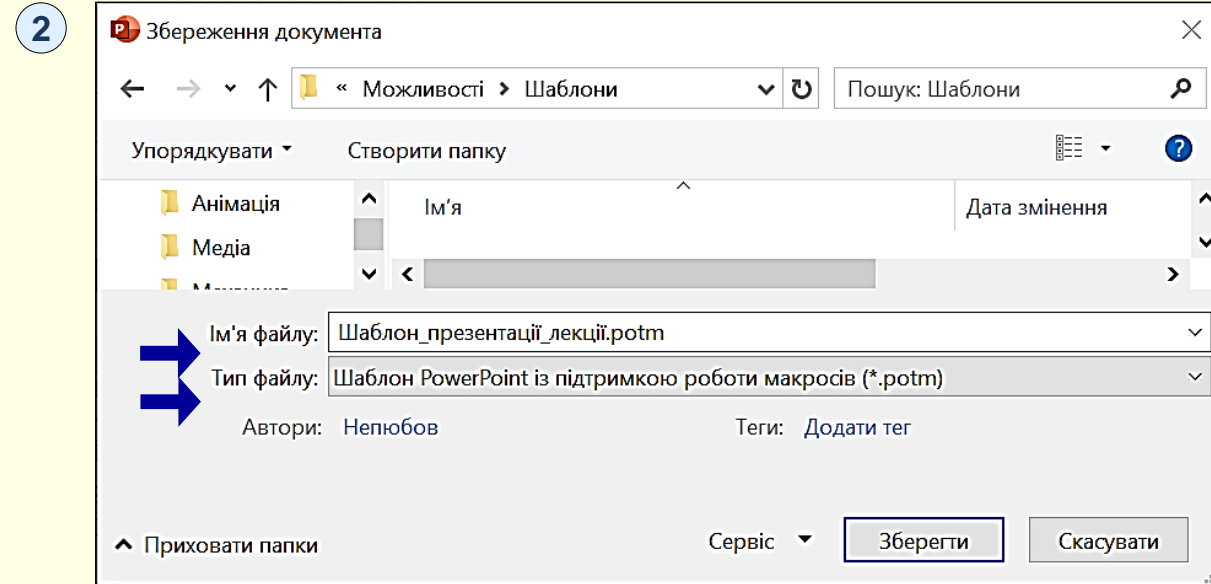 2
Збереження документа
« Можливості > Шаблони
Пошук: Шаблони
Упорядкувати
Створити папку
Анімація
Медіа
Ім'я
Дата змінення
Ім'я файлу: Шаблон_презентації_лекції.potm
Тип файлу: Шаблон PowerPoint із підтримкою роботи макросів (*.potm)
Автори: Непюбов
Теги: Додати тег
Приховати папки
Сервіс
Зберегти
Скасувати